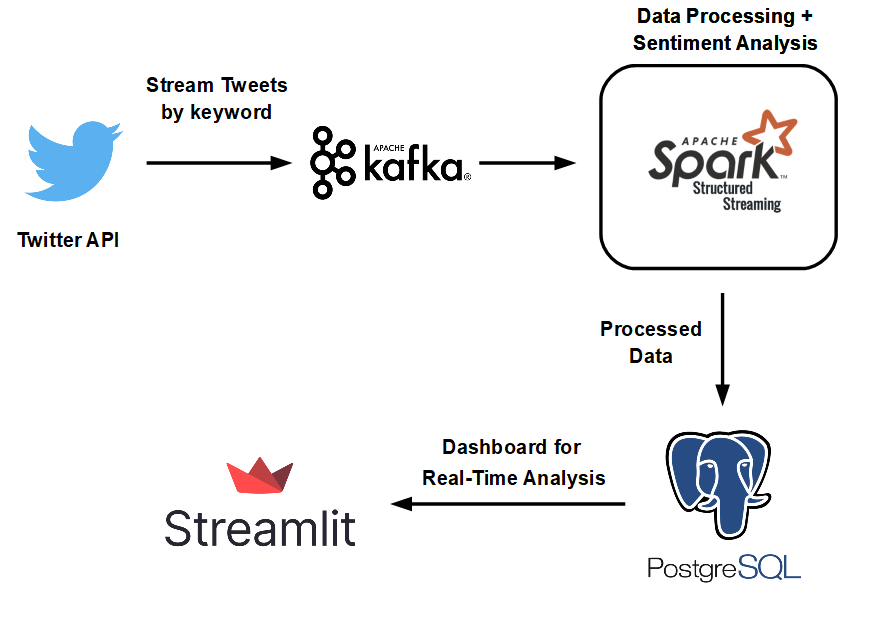 Data Processing +
Sentiment Analysis
Stream Tweets
by keyword
Twitter API
APACHE
kafka®
APACHE
Spark™
Structured
Streaming
Processed
Data
Dashboard for
Real-Time Analysis
Streamlit
PostgreSQL